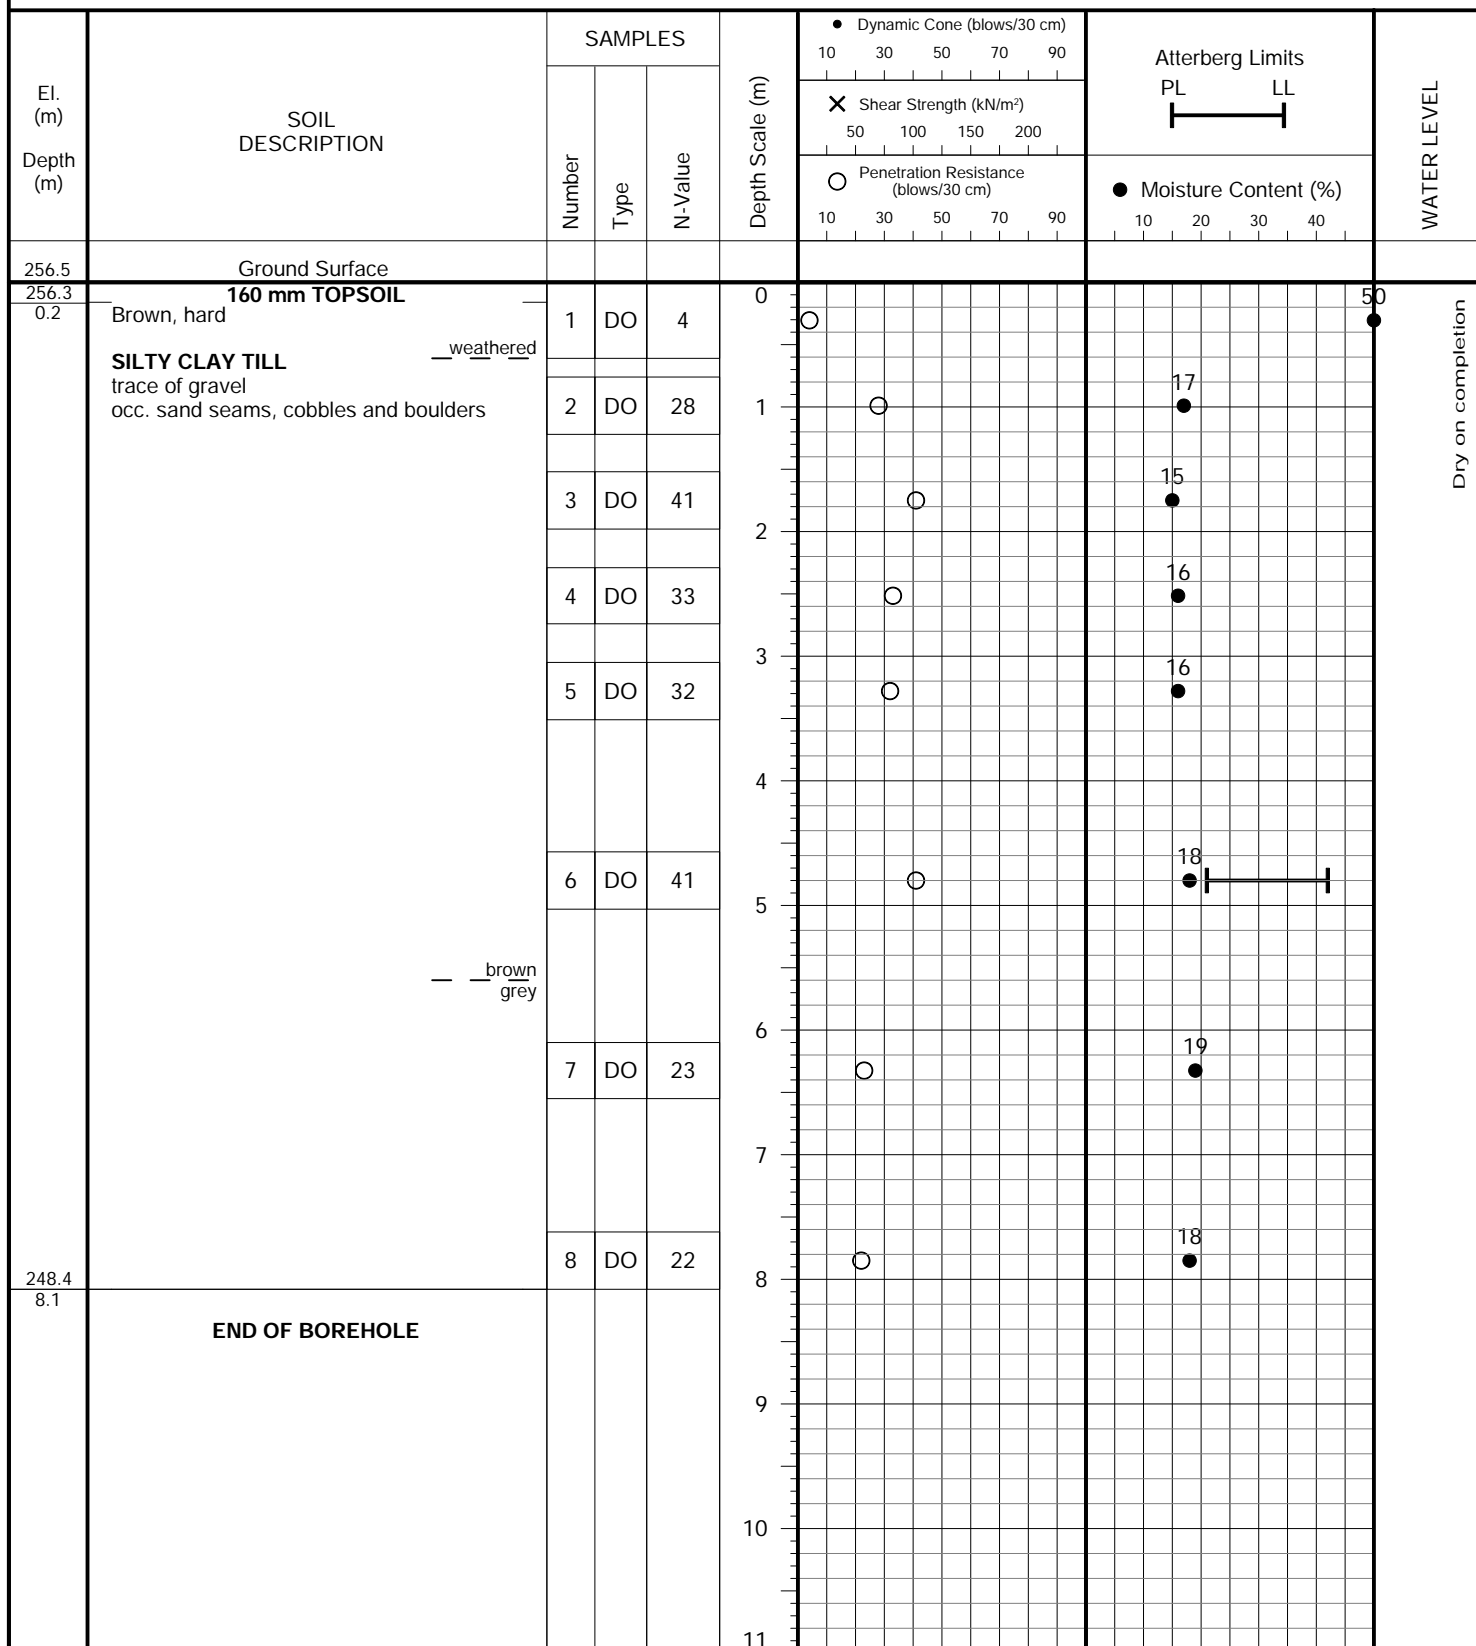 El.
(m)
Depth
(m)
SOIL
DESCRIPTION
SAMPLES
Number
Type
N-Value
Depth Scale (m)
Dynamic Cone (blows/30 cm)
10 30 50 70 90
Shear Strength (kN/m²)
50 100 150 200
Penetration Resistance
(blows/30 cm)
10 30 50 70 90
Atterberg Limits
PL LL
Moisture Content (%)
10 20 30 40
WATER LEVEL
256.5 Ground Surface
256.3 160 mm TOPSOIL 0 50
0.2 Brown, hard 1 DO 4
weathered
SILTY CLAY TILL
trace of gravel 17
occ. sand seams, cobbles and boulders 2 DO 28 1
Dry on completion
15
3 DO 41
2
16
4 DO 33
3
16
5 DO 32
4
18
6 DO 41
5
brown
grey
6
19
7 DO 23
7
18
8 DO 22
248.4 8
8.1
END OF BOREHOLE
9
10
11